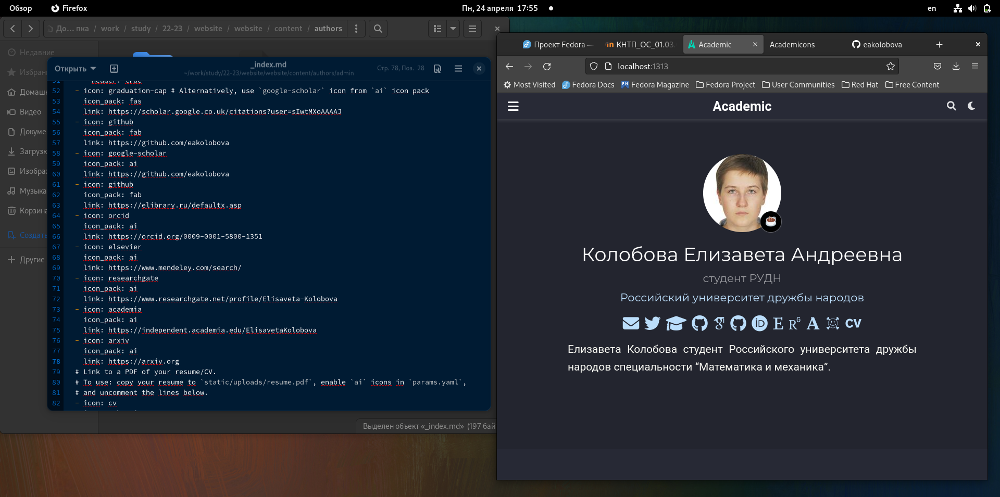 Обзор
Firefox
Пн, 24 апреля 17:55
en
До… пка / work / study / 22-23 / website / website / content / authors
Недавние
Избран
Домаш
Видео
Докуме
Загрузк
Изобра
Музыка
Корзина
Создать
Другие
Открыть
_index.md
~/work/study/22-23/website/website/content/authors/admin
Стр. 78, Поз. 28
51 header: true
52 - icon: graduation-cap # Alternatively, use `google-scholar` icon from `ai` icon pack
53 icon_pack: fas
54 link: https://scholar.google.co.uk/citations?user=sIwtMXoAAAAJ
55 - icon: github
56 icon_pack: fab
57 link: https://github.com/eakolobova
58 - icon: google-scholar
59 icon_pack: ai
60 link: https://github.com/eakolobova
61 - icon: github
62 icon_pack: fab
63 link: https://elibrary.ru/defaultx.asp
64 - icon: orcid
65 icon_pack: ai
66 link: https://orcid.org/0009-0001-5800-1351
67 - icon: elsevier
68 icon_pack: ai
69 link: https://www.mendeley.com/search/
70 - icon: researchgate
71 icon_pack: ai
72 link: https://www.researchgate.net/profile/Elisaveta-Kolobova
73 - icon: academia
74 icon_pack: ai
75 link: https://independent.academia.edu/ElisavetaKolobova
76 - icon: arxiv
77 icon_pack: ai
78 link: https://arxiv.org
79 # Link to a PDF of your resume/CV.
80 # To use: copy your resume to `static/uploads/resume.pdf`, enable `ai` icons in `params.yaml`,
81 # and uncomment the lines below.
82 - icon: cv
Выделен объект «_index.md» (197 байт
Проект Fedora —
КНТП_ОС_01.03.
Academic
Academicons
eakolobova
localhost:1313
Most Visited
Fedora Docs
Fedora Magazine
Fedora Project
User Communities
Red Hat
Free Content
Academic
Колобова Елизавета Андреевна
студент РУДН
Российский университет дружбы народов
CV
Елизавета Колобова студент Российского университета дружбы
народов специальности “Математика и механика”.